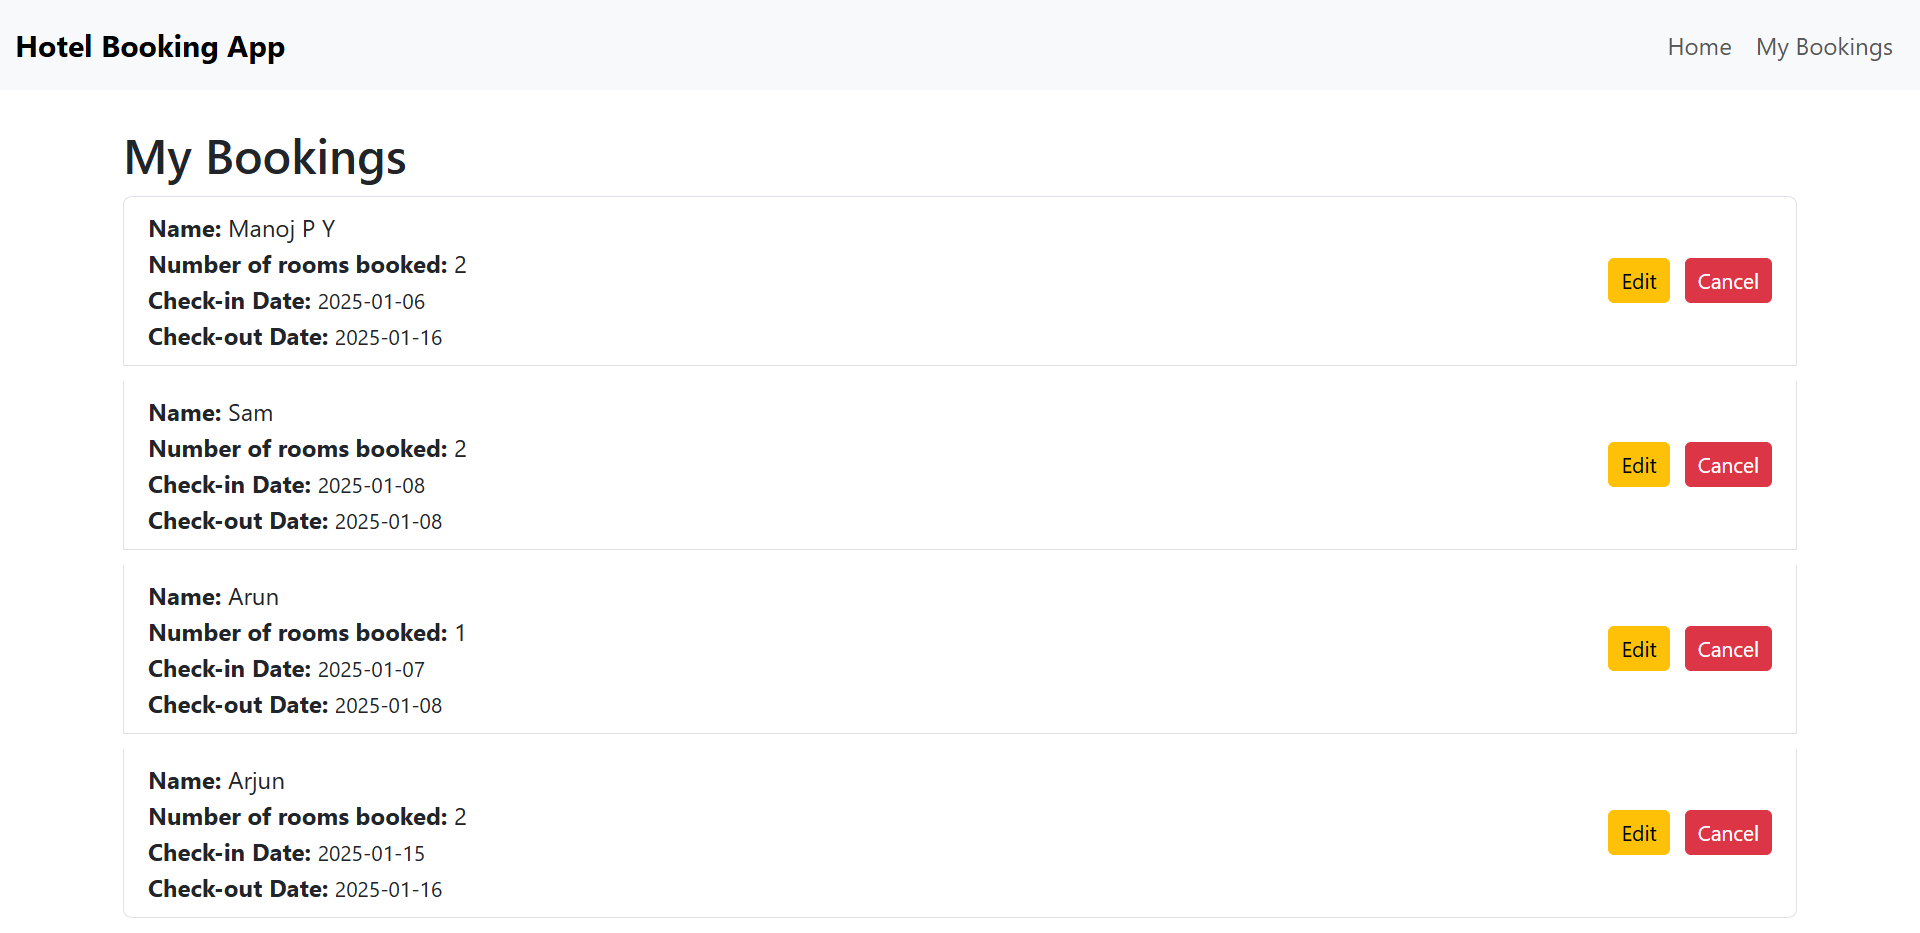 Hotel Booking App
Home My Bookings
My Bookings
Name: Manoj P Y
Number of rooms booked: 2
Check-in Date: 2025-01-06
Check-out Date: 2025-01-16
Edit Cancel
Name: Sam
Number of rooms booked: 2
Check-in Date: 2025-01-08
Check-out Date: 2025-01-08
Edit Cancel
Name: Arun
Number of rooms booked: 1
Check-in Date: 2025-01-07
Check-out Date: 2025-01-08
Edit Cancel
Name: Arjun
Number of rooms booked: 2
Check-in Date: 2025-01-15
Check-out Date: 2025-01-16
Edit Cancel